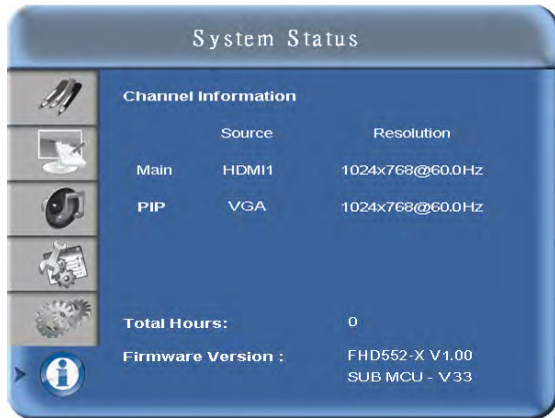 System Status
Channel Information
Source Resolution
Main HDMI1 1024x768@60.0Hz
PIP VGA 1024x768@60.0Hz
Total Hours: 0
Firmware Version : FHD552-X V1.00
SUB MCU - V33